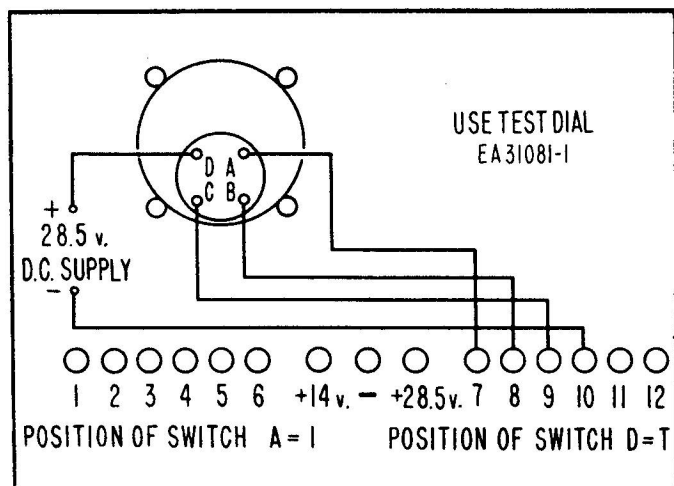 USE TEST DIAL
EA31081-1
D A
C B
+
28.5 v.
D.C. SUPPLY
-
1 2 3 4 5 6 +14 v. - +28.5 v. 7 8 9 10 11 12
POSITION OF SWITCH A = I POSITION OF SWITCH D = T